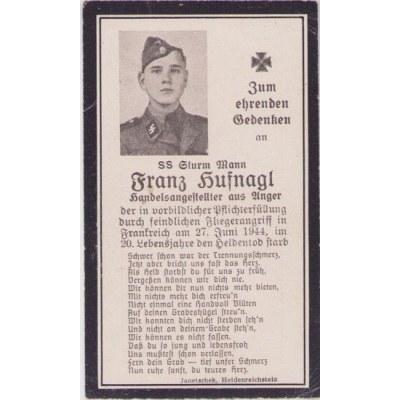 Zum
ehrenden
Gedenken
an
SS Sturm Mann
Franz Hufnagl
Handelsangestellter aus Anger
der in vorbildlicher Pflichterfüllung
durch feindlichen Fliegerangriff in
Frankreich am 27. Juni 1944, im
20. Lebensjahre den Heldentod starb
Schwer schon war der Trennungsschmerz,
Jetzt aber bricht uns fast das Herz.
Als Held starbst du für uns zu früh,
Vergeßen können wir dich nie.
Wir können dir nun nichts mehr bieten,
Mit nichts mehr dich erfreu'n
Nicht einmal eine Handvoll Blüten
Auf deinen Grabeshügel streu'n.
Wir konnten dich nicht sterben seh'n
Und nicht an deinem Grabe steh'n,
Wir können es nicht fassen,
Daß du so jung und lebensfroh
Uns mußtest schon verlassen.
Fern dein Grab — tief unser Schmerz
Nun ruhe sanft, du teures Herz.
Janetschek, Heidenreichstein